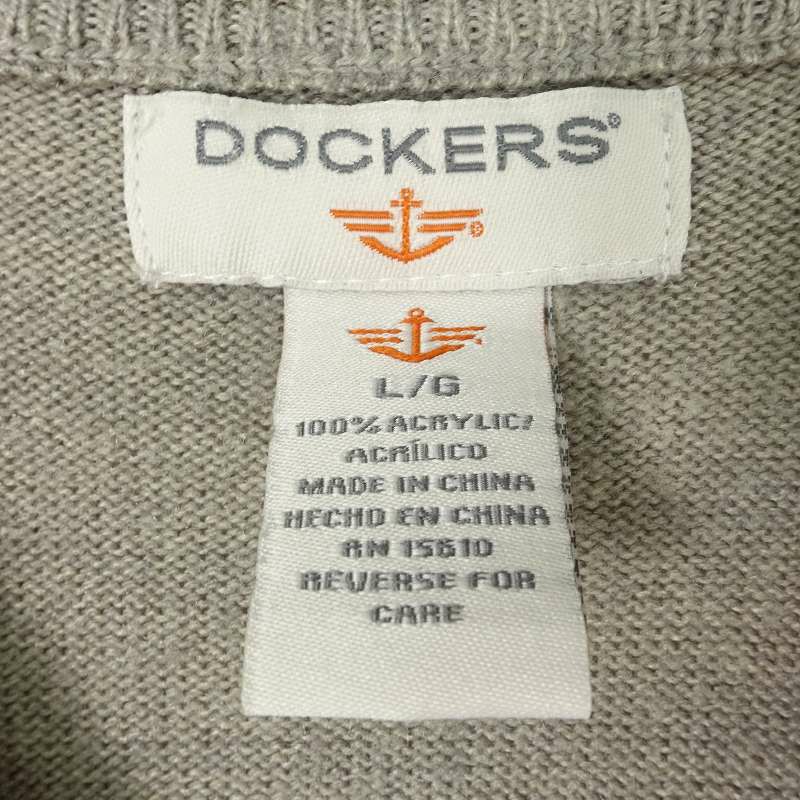 DOCKERS®
®
L/G
100% ACRYLIC/
ACRÍLICO
MADE IN CHINA
HECHO EN CHINA
RN 15610
REVERSE FOR
CARE